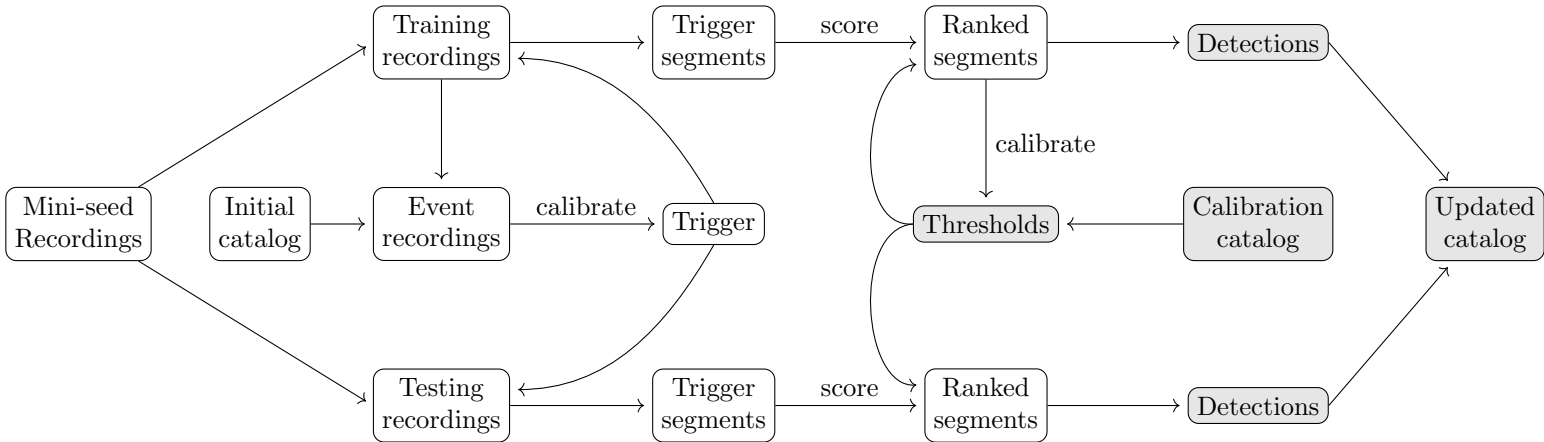 Training
recordings
Trigger
segments
score
Ranked
segments
Detections
calibrate
Mini-seed
Recordings
Initial
catalog
Event
recordings
calibrate
Trigger
Thresholds
Calibration
catalog
Updated
catalog
Testing
recordings
Trigger
segments
score
Ranked
segments
Detections